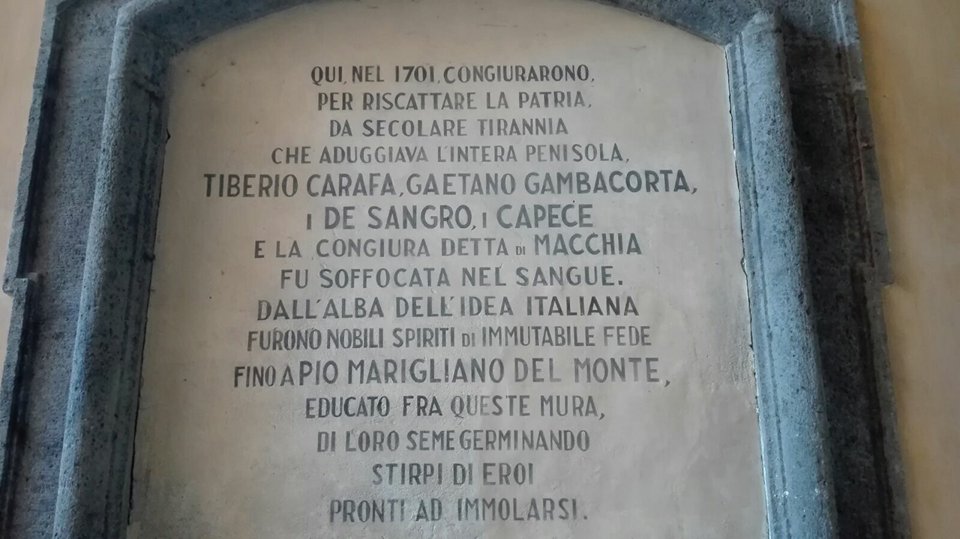 QUI, NEL 1701, CONGIURARONO,
PER RISCATTARE LA PATRIA,
DA SECOLARE TIRANNIA
CHE ADUGGIAVA L'INTERA PENISOLA,
TIBERIO CARAFA, GAETANO GAMBACORTA,
I DE SANGRO, I CAPECE
E LA CONGIURA DETTA DI MACCHIA
FU SOFFOCATA NEL SANGUE.
DALL'ALBA DELL'IDEA ITALIANA
FURONO NOBILI SPIRITI DI IMMUTABILE FEDE
FINO A PIO MARIGLIANO DEL MONTE,
EDUCATO FRA QUESTE MURA,
DI LORO SEME GERMINANDO
STIRPI DI EROI
PRONTI AD IMMOLARSI.